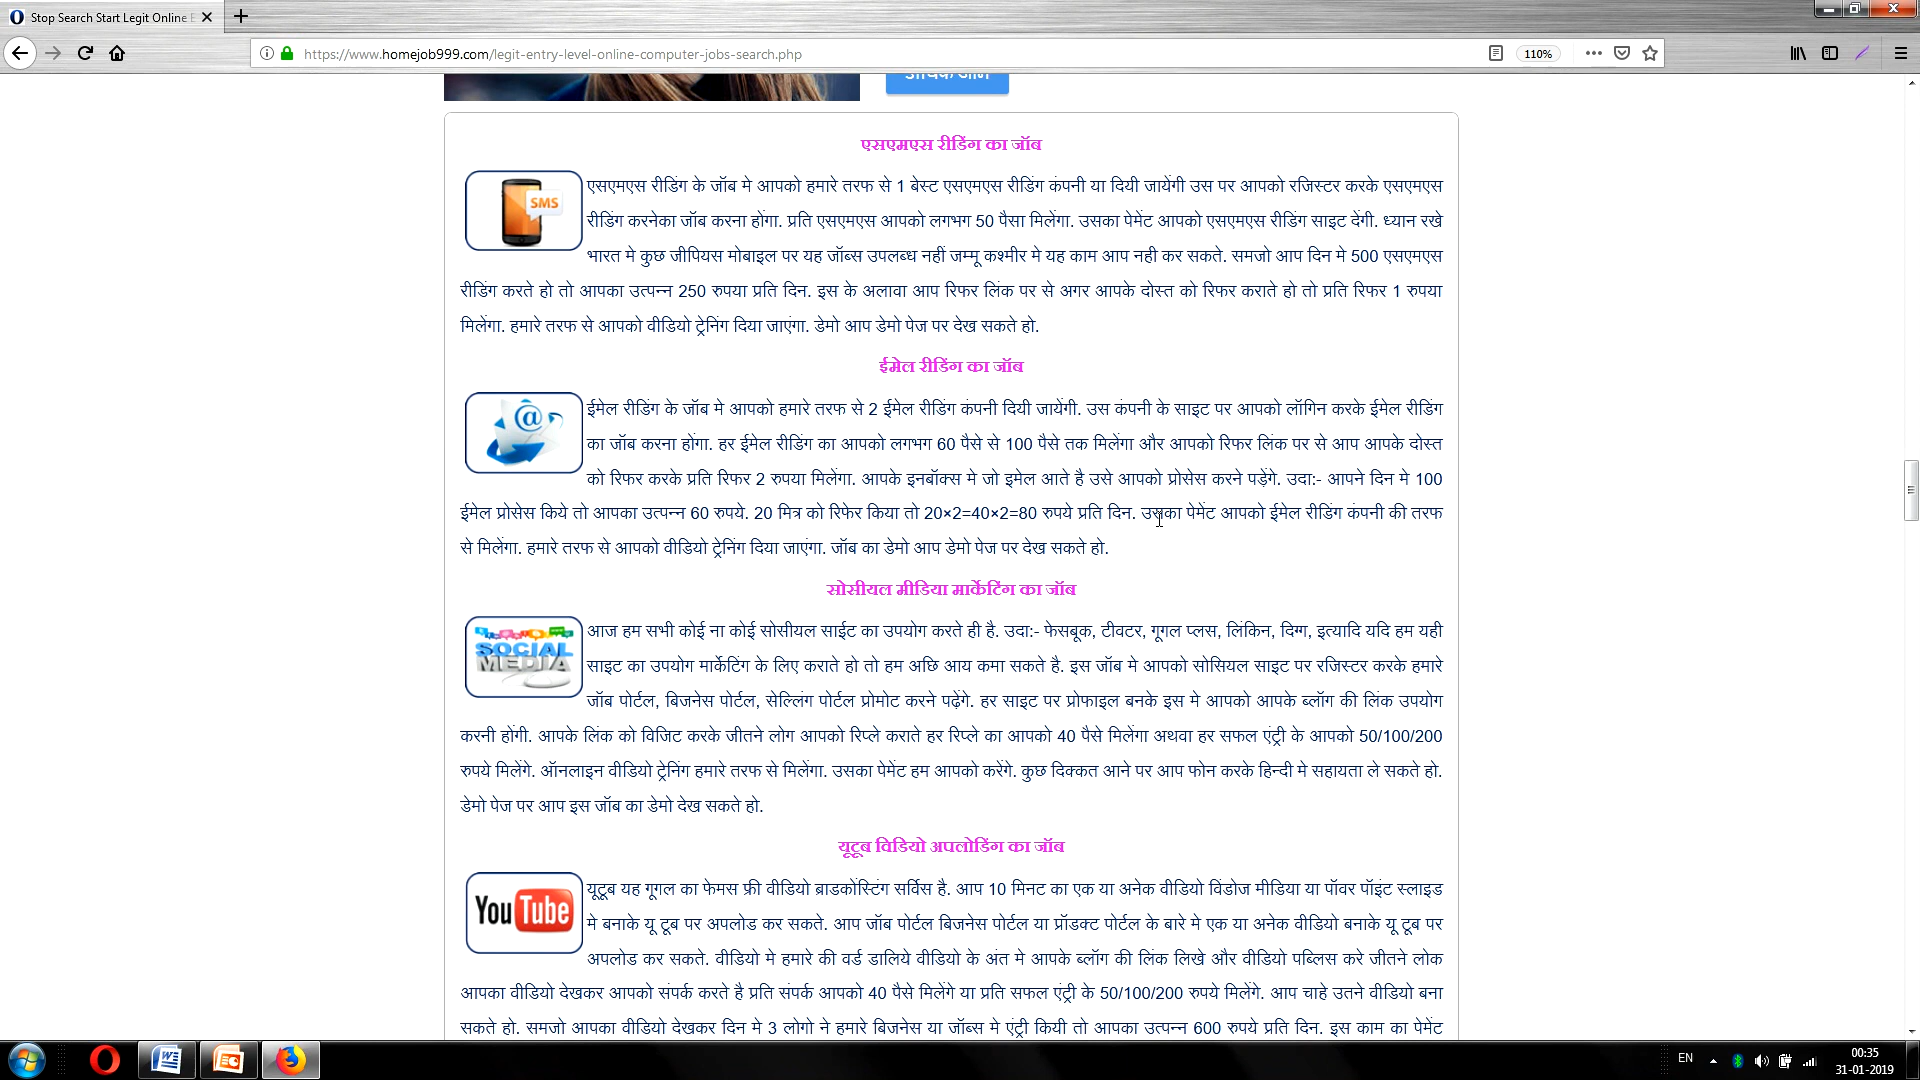 Stop Search Start Legit Online
https://www.homejob999.com/legit-entry-level-online-computer-jobs-search.php
110%
एसएमएस रीडिंग का जॉब
SMS
एसएमएस रीडिंग के जॉब मे आपको हमारे तरफ से 1 बेस्ट एसएमएस रीडिंग कंपनी या दियी जायेंगी उस पर आपको रजिस्टर करके एसएमएस
रीडिंग करनेका जॉब करना होंगा. प्रति एसएमएस आपको लगभग 50 पैसा मिलेंगा. उसका पेमेंट आपको एसएमएस रीडिंग साइट देंगी. ध्यान रखे
भारत मे कुछ जीपियस मोबाइल पर यह जॉब्स उपलब्ध नहीं जम्मू कश्मीर मे यह काम आप नही कर सकते. समजो आप दिन मे 500 एसएमएस
रीडिंग करते हो तो आपका उत्पन्न 250 रुपया प्रति दिन. इस के अलावा आप रिफर लिंक पर से अगर आपके दोस्त को रिफर कराते हो तो प्रति रिफर 1 रुपया
मिलेंगा. हमारे तरफ से आपको वीडियो ट्रेनिंग दिया जाएंगा. डेमो आप डेमो पेज पर देख सकते हो.
ईमेल रीडिंग का जॉब
ईमेल रीडिंग के जॉब मे आपको हमारे तरफ से 2 ईमेल रीडिंग कंपनी दियी जायेंगी. उस कंपनी के साइट पर आपको लॉगिन करके ईमेल रीडिंग
का जॉब करना होंगा. हर ईमेल रीडिंग का आपको लगभग 60 पैसे से 100 पैसे तक मिलेंगा और आपको रिफर लिंक पर से आप आपके दोस्त
को रिफर करके प्रति रिफर 2 रुपया मिलेंगा. आपके इनबॉक्स मे जो इमेल आते है उसे आपको प्रोसेस करने पड़ेंगे. उदा:- आपने दिन मे 100
ईमेल प्रोसेस किये तो आपका उत्पन्न 60 रुपये. 20 मित्र को रिफेर किया तो 20×2=40×2=80 रुपये प्रति दिन. उसका पेमेंट आपको ईमेल रीडिंग कंपनी की तरफ
से मिलेंगा. हमारे तरफ से आपको वीडियो ट्रेनिंग दिया जाएंगा. जॉब का डेमो आप डेमो पेज पर देख सकते हो.
सोसीयल मीडिया मार्केटिंग का जॉब
SOCIAL
MEDIA
आज हम सभी कोई ना कोई सोसीयल साईट का उपयोग करते ही है. उदा:- फेसबूक, टीवटर, गूगल प्लस, लिंकिन, दिग्ग, इत्यादि यदि हम यही
साइट का उपयोग मार्केटिंग के लिए कराते हो तो हम अछि आय कमा सकते है. इस जॉब मे आपको सोसियल साइट पर रजिस्टर करके हमारे
जॉब पोर्टल, बिजनेस पोर्टल, सेल्लिंग पोर्टल प्रोमोट करने पढ़ेंगे. हर साइट पर प्रोफाइल बनके इस मे आपको आपके ब्लॉग की लिंक उपयोग
करनी होंगी. आपके लिंक को विजिट करके जीतने लोग आपको रिप्ले कराते हर रिप्ले का आपको 40 पैसे मिलेंगा अथवा हर सफल एंट्री के आपको 50/100/200
रुपये मिलेंगे. ऑनलाइन वीडियो ट्रेनिंग हमारे तरफ से मिलेंगा. उसका पेमेंट हम आपको करेंगे. कुछ दिक्कत आने पर आप फोन करके हिन्दी मे सहायता ले सकते हो.
डेमो पेज पर आप इस जॉब का डेमो देख सकते हो.
यूटूब विडियो अपलोडिंग का जॉब
YouTube
यूटूब यह गूगल का फेमस फ्री वीडियो ब्राडकोस्टिंग सर्विस है. आप 10 मिनट का एक या अनेक वीडियो विंडोज मीडिया या पॉवर पॉइंट स्लाइड
मे बनाके यू टूब पर अपलोड कर सकते. आप जॉब पोर्टल बिजनेस पोर्टल या प्रॉडक्ट पोर्टल के बारे मे एक या अनेक वीडियो बनाके यू टूब पर
अपलोड कर सकते. वीडियो मे हमारे की वर्ड डालिये वीडियो के अंत मे आपके ब्लॉग की लिंक लिखे और वीडियो पब्लिस करे जीतने लोक
आपका वीडियो देखकर आपको संपर्क करते है प्रति संपर्क आपको 40 पैसे मिलेंगे या प्रति सफल एंट्री के 50/100/200 रुपये मिलेंगे. आप चाहे उतने वीडियो बना
सकते हो. समजो आपका वीडियो देखकर दिन मे 3 लोगो ने हमारे बिजनेस या जॉब्स मे एंट्री कियी तो आपका उत्पन्न 600 रुपये प्रति दिन. इस काम का पेमेंट
EN
00:35
31-01-2019